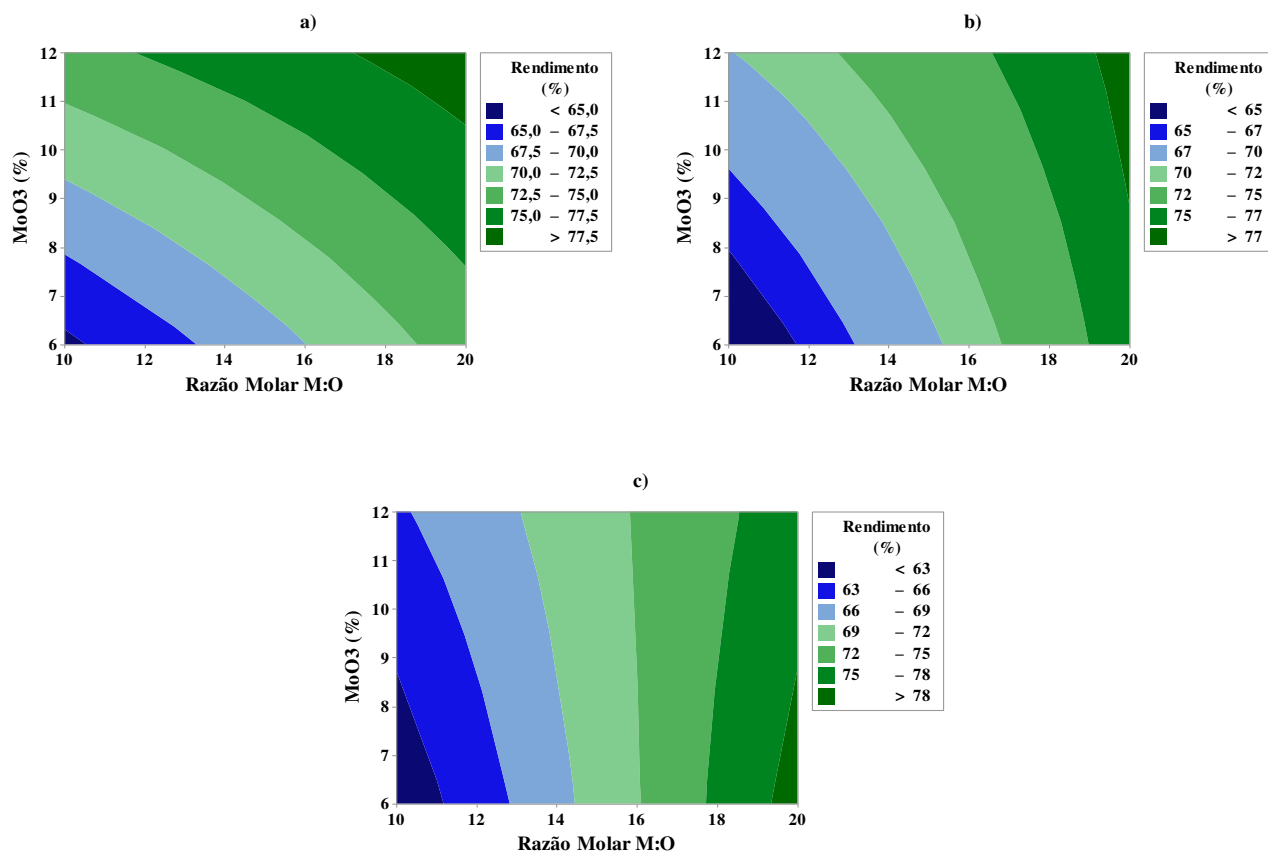 a)
12
11
10
9
8
7
6
MoO3 (%)
10 12 14 16 18 20
Razão Molar M:O
Rendimento
(%)
< 65,0
65,0 – 67,5
67,5 – 70,0
70,0 – 72,5
72,5 – 75,0
75,0 – 77,5
> 77,5
b)
12
11
10
9
8
7
6
MoO3 (%)
10 12 14 16 18 20
Razão Molar M:O
Rendimento
(%)
< 65
65 – 67
67 – 70
70 – 72
72 – 75
75 – 77
> 77
c)
12
11
10
9
8
7
6
MoO3 (%)
10 12 14 16 18 20
Razão Molar M:O
Rendimento
(%)
< 63
63 – 66
66 – 69
69 – 72
72 – 75
75 – 78
> 78